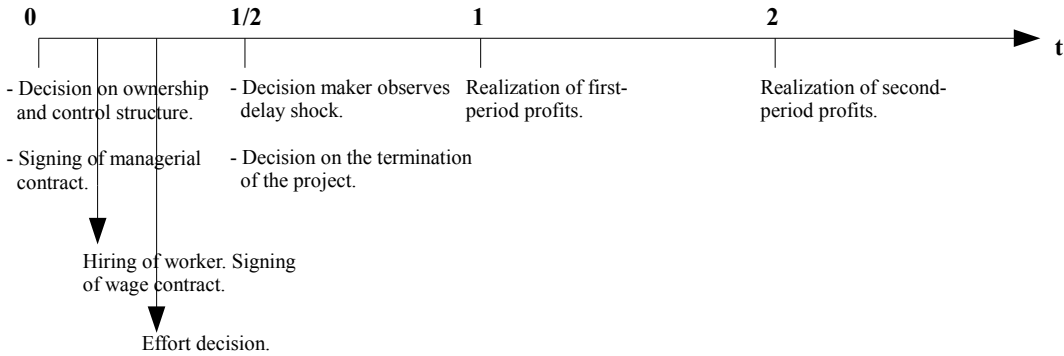 0
1/2
1
2
t
- Decision on ownership
and control structure.
- Signing of managerial
contract.
- Decision maker observes
delay shock.
- Decision on the termination
of the project.
Realization of first-
period profits.
Realization of second-
period profits.
Hiring of worker. Signing
of wage contract.
Effort decision.